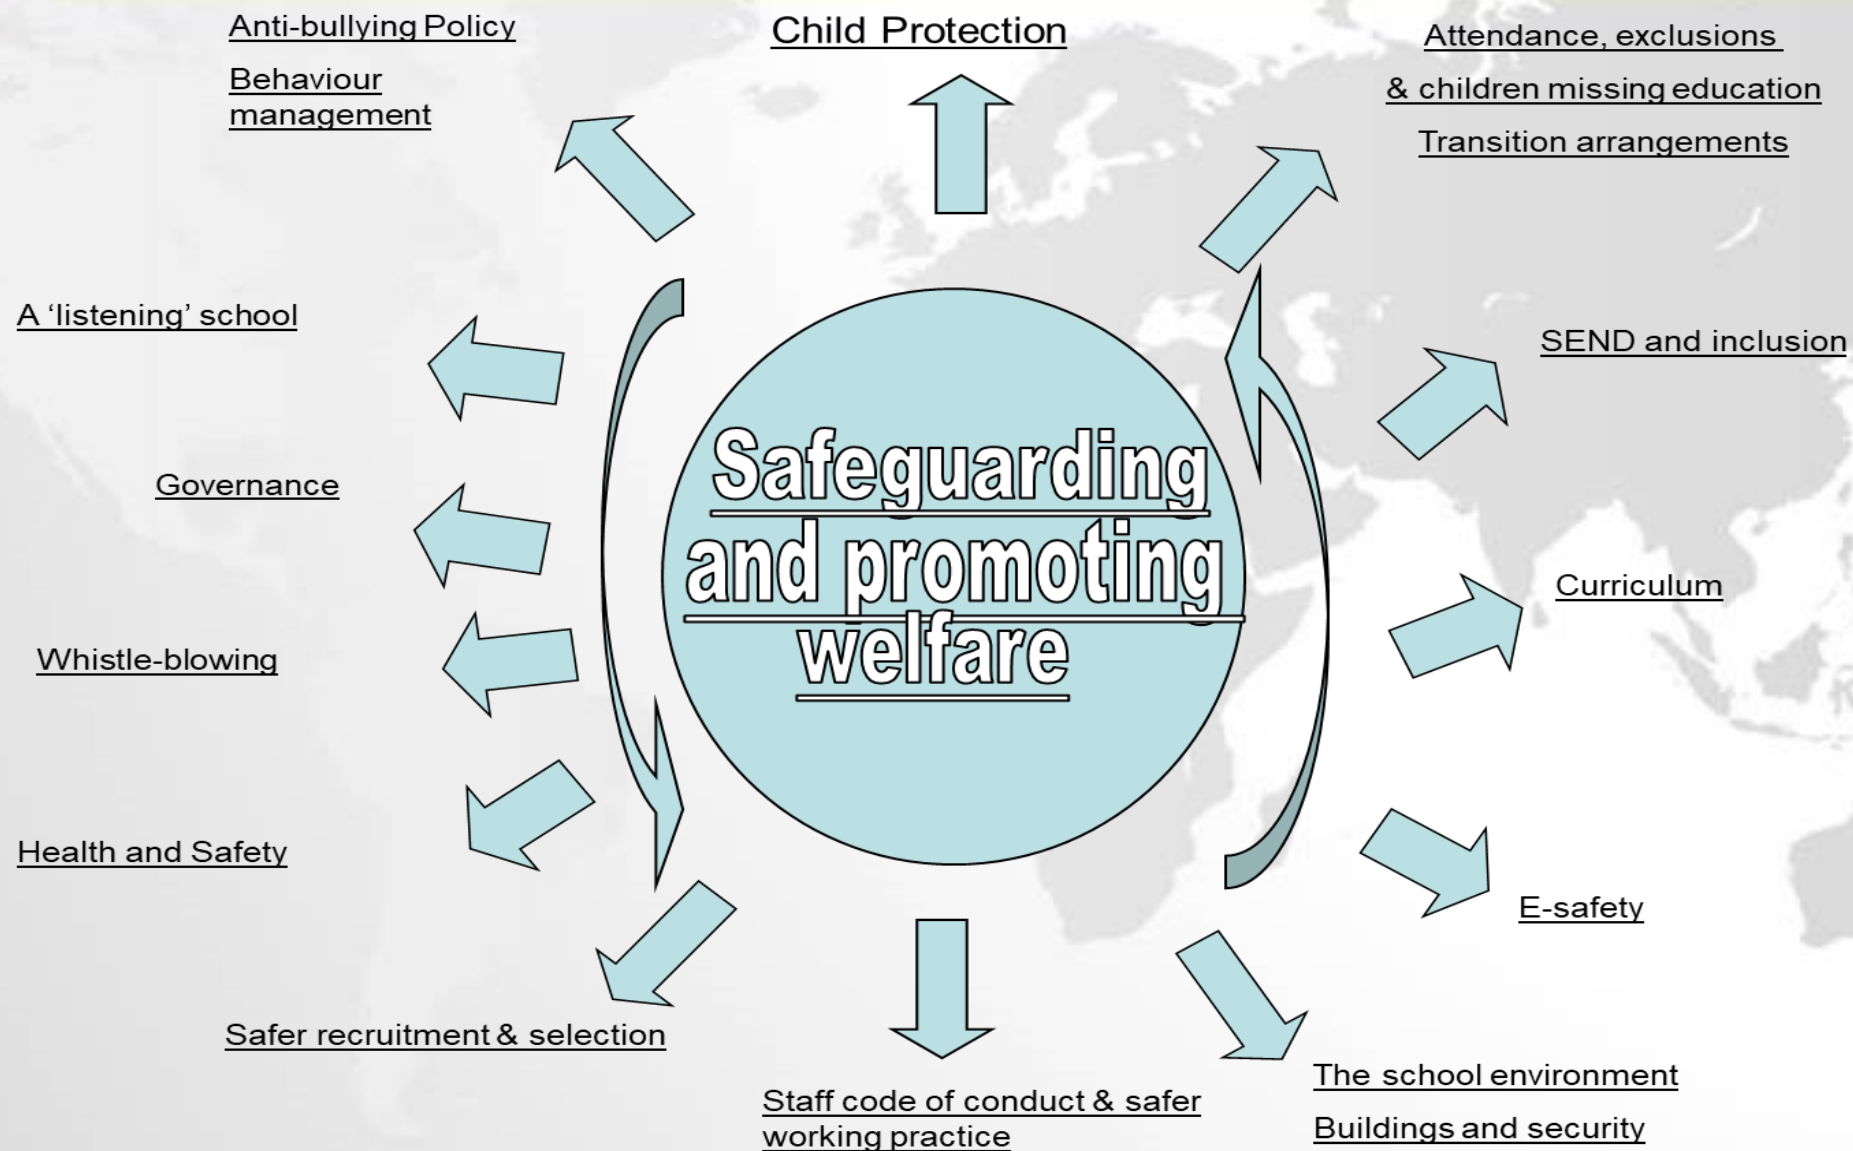 Anti-bullying Policy
Behaviour
management
Child Protection
Attendance, exclusions
& children missing education
Transition arrangements
A ‘listening’ school
SEND and inclusion
Governance
Safeguarding
and promoting
welfare
Curriculum
Whistle-blowing
Health and Safety
E-safety
Safer recruitment & selection
Staff code of conduct & safer
working practice
The school environment
Buildings and security